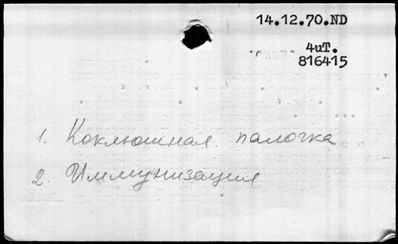 14.12.70.ND
4иТ.
816415
1. Коклюшная палочка
2. Иммунизация